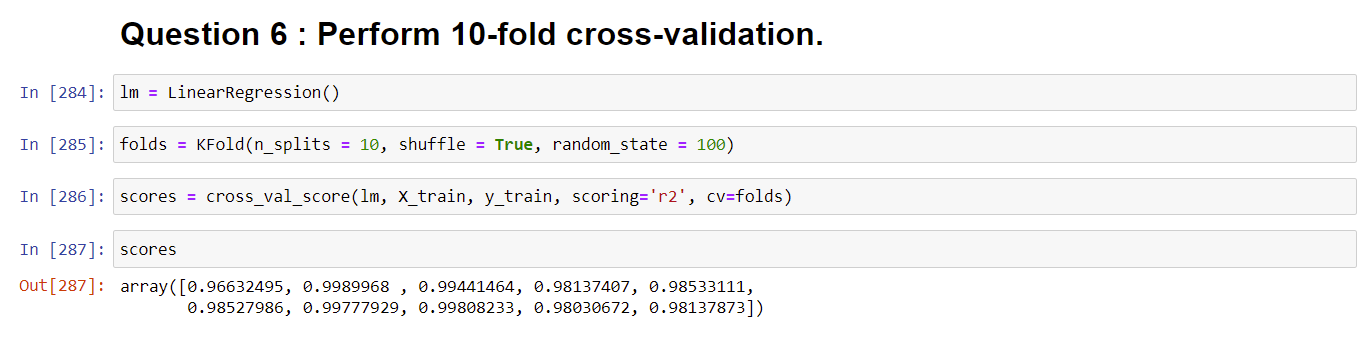 Question 6 : Perform 10-fold cross-validation.
In [284]: lm = LinearRegression()
In [285]: folds = KFold(n_splits = 10, shuffle = True, random_state = 100)
In [286]: scores = cross_val_score(lm, X_train, y_train, scoring='r2', cv=folds)
In [287]: scores
Out[287]: array([0.96632495, 0.9989968 , 0.99441464, 0.98137407, 0.98533111,
0.98527986, 0.99777929, 0.99808233, 0.98030672, 0.98137873])